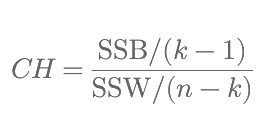 CH = SSB/(k − 1) / SSW/(n − k)